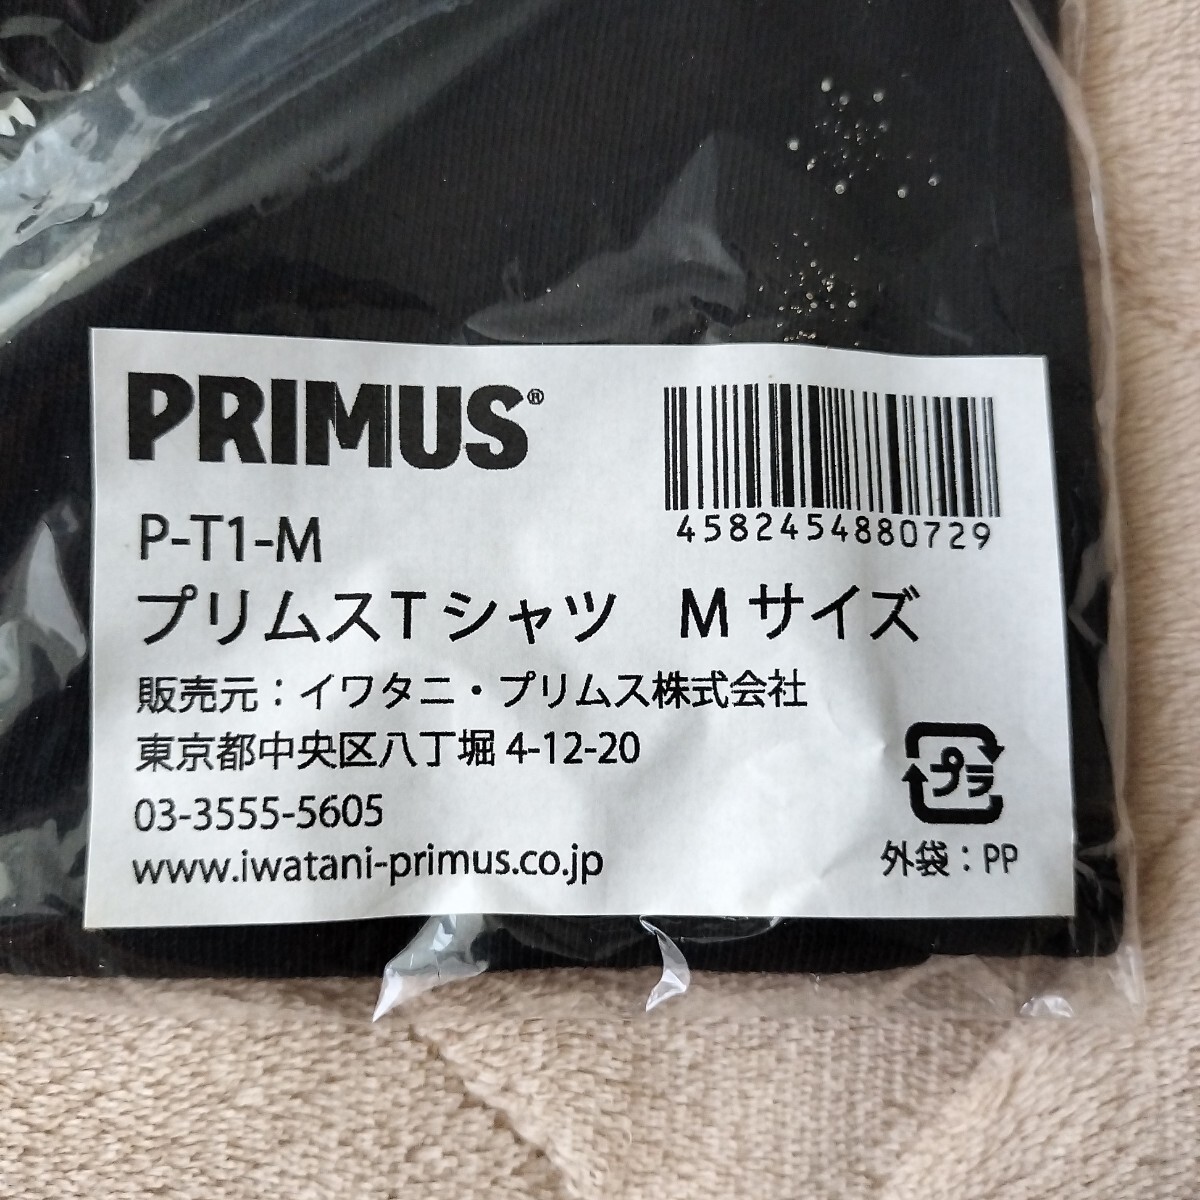 PRIMUS®
4582454880729
P-T1-M
プリムスTシャツ　Mサイズ
販売元：イワタニ・プリムス株式会社
東京都中央区八丁堀 4-12-20
03-3555-5605
www.iwatani-primus.co.jp
プラ
外袋：PP